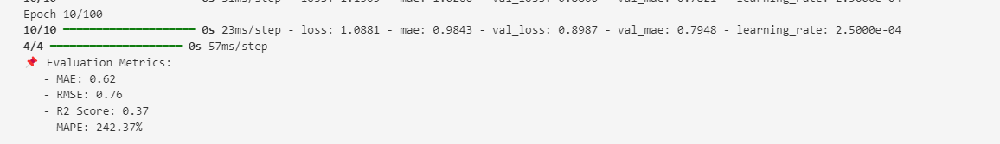 Epoch 10/100
10/10 ━━━━━━━━━━━━━━━━━━━━ 0s 23ms/step - loss: 1.0881 - mae: 0.9843 - val_loss: 0.8987 - val_mae: 0.7948 - learning_rate: 2.5000e-04
4/4 ━━━━━━━━━━━━━━━━━━━━ 0s 57ms/step
📌 Evaluation Metrics:
- MAE: 0.62
- RMSE: 0.76
- R2 Score: 0.37
- MAPE: 242.37%